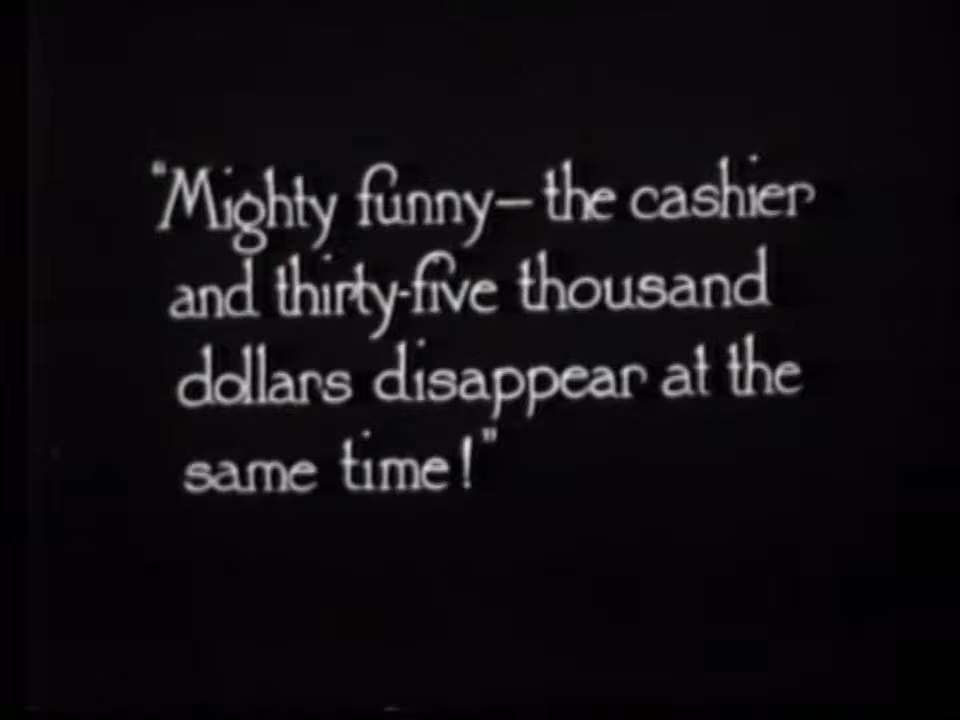 "Mighty funny—the cashier
and thirty-five thousand
dollars disappear at the
same time!"